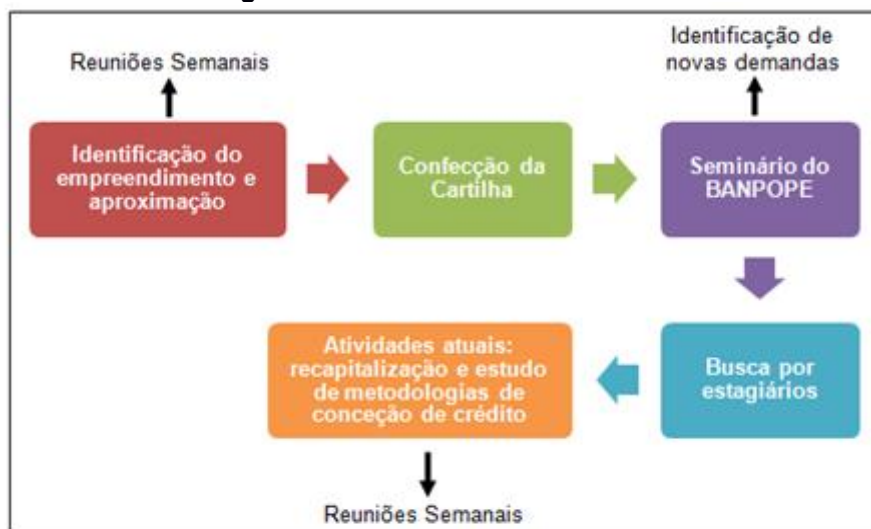 Reuniões Semanais
Identificação de
novas demandas
Identificação do
empreendimento e
aproximação
Confecção da
Cartilha
Seminário do
BANPOPE
Busca por
estagiários
Atividades atuais:
recapitalização e estudo
de metodologias de
conceção de crédito
Reuniões Semanais